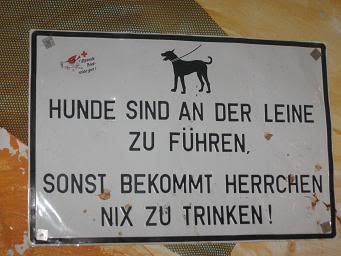 HUNDE SIND AN DER LEINE
ZU FÜHREN,
SONST BEKOMMT HERRCHEN
NIX ZU TRINKEN!